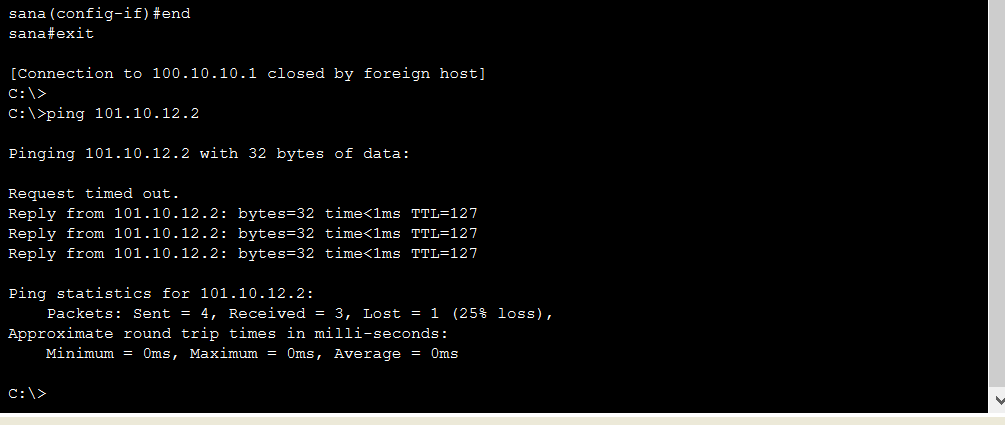 sana(config-if)#end
sana#exit
[Connection to 100.10.10.1 closed by foreign host]
C:\>
C:\>ping 101.10.12.2
Pinging 101.10.12.2 with 32 bytes of data:
Request timed out.
Reply from 101.10.12.2: bytes=32 time<1ms TTL=127
Reply from 101.10.12.2: bytes=32 time<1ms TTL=127
Reply from 101.10.12.2: bytes=32 time<1ms TTL=127
Ping statistics for 101.10.12.2:
    Packets: Sent = 4, Received = 3, Lost = 1 (25% loss),
Approximate round trip times in milli-seconds:
    Minimum = 0ms, Maximum = 0ms, Average = 0ms
C:\>